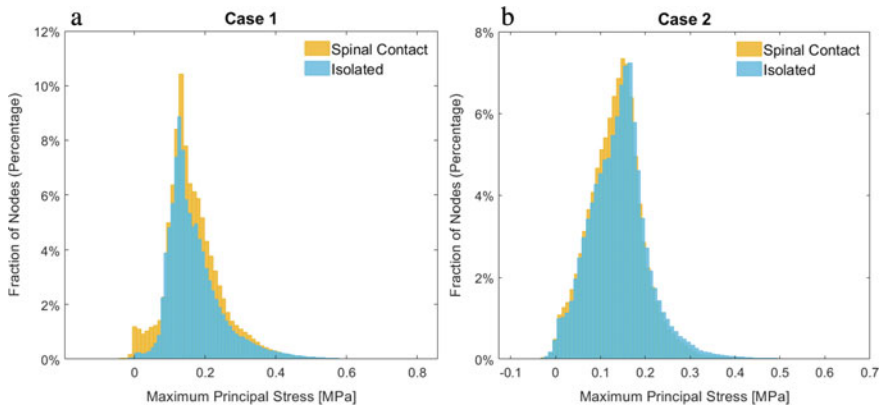 a
Case 1
12%
10%
8%
6%
4%
2%
0%
Fraction of Nodes (Percentage)
Spinal Contact
Isolated
0
0.2
0.4
0.6
0.8
Maximum Principal Stress [MPa]
b
Case 2
8%
6%
4%
2%
0%
Fraction of Nodes (Percentage)
Spinal Contact
Isolated
-0.1
0
0.1
0.2
0.3
0.4
0.5
0.6
0.7
Maximum Principal Stress [MPa]